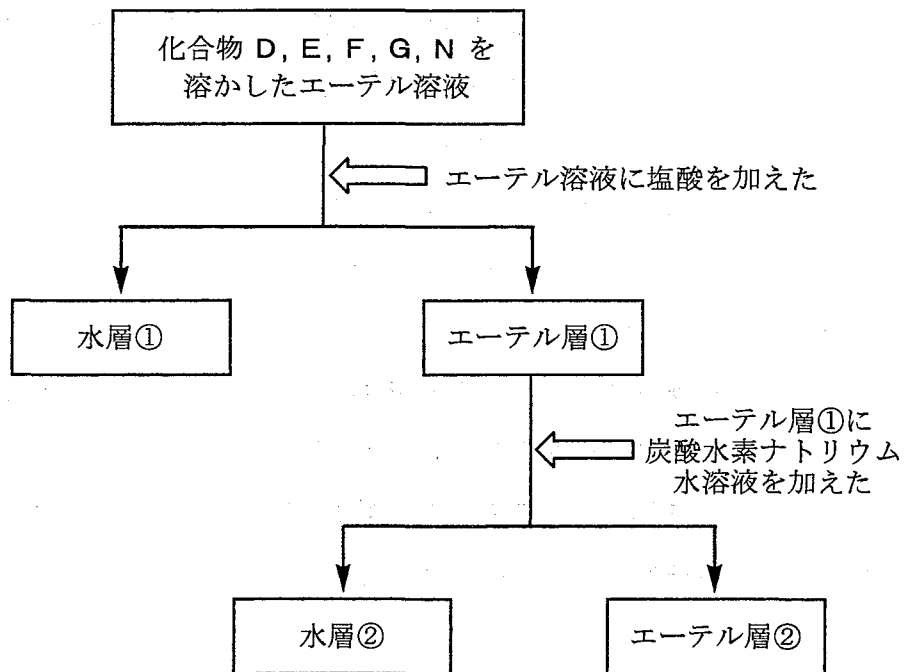 化合物 D, E, F, G, N を
溶かしたエーテル溶液
エーテル溶液に塩酸を加えた
水層①
エーテル層①
エーテル層①に
炭酸水素ナトリウム
水溶液を加えた
水層②
エーテル層②